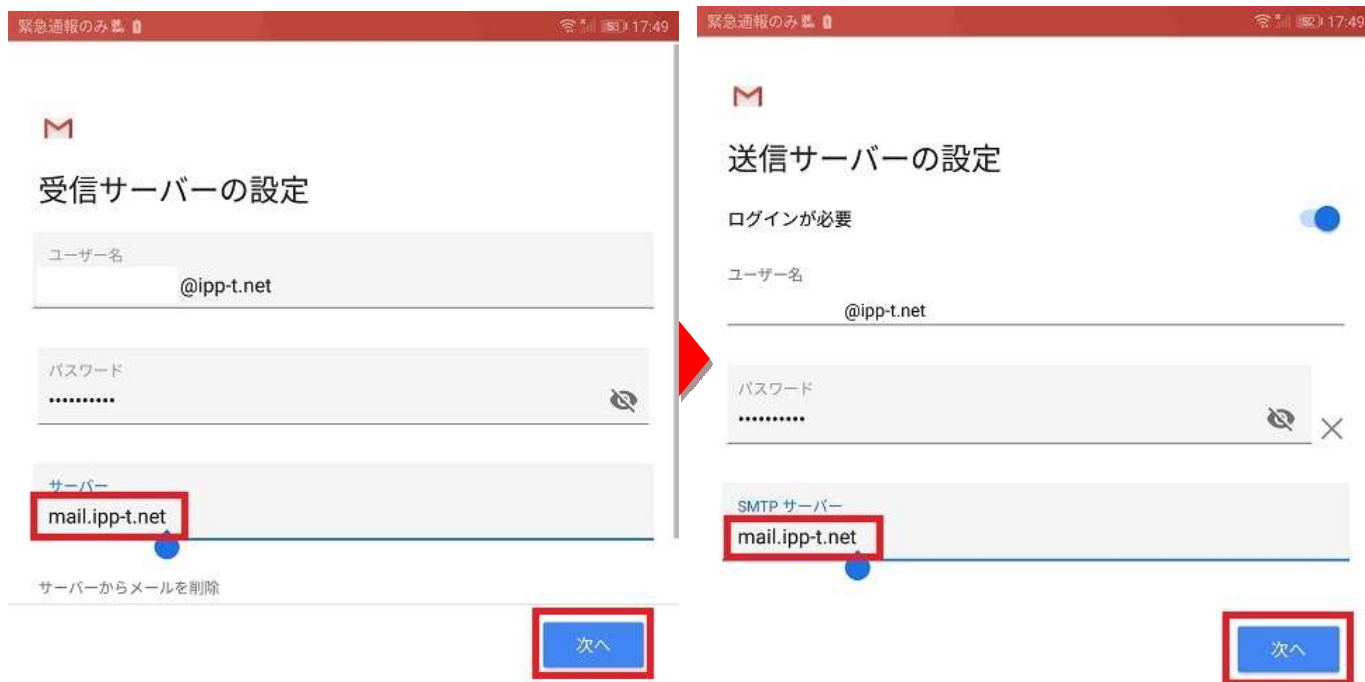 緊急通報のみ 53 17:49
受信サーバーの設定
ユーザー名
@ipp-t.net
パスワード
••••••••••
サーバー
mail.ipp-t.net
サーバーからメールを削除
次へ
緊急通報のみ 52 17:49
送信サーバーの設定
ログインが必要
ユーザー名
@ipp-t.net
パスワード
••••••••••
SMTP サーバー
mail.ipp-t.net
次へ